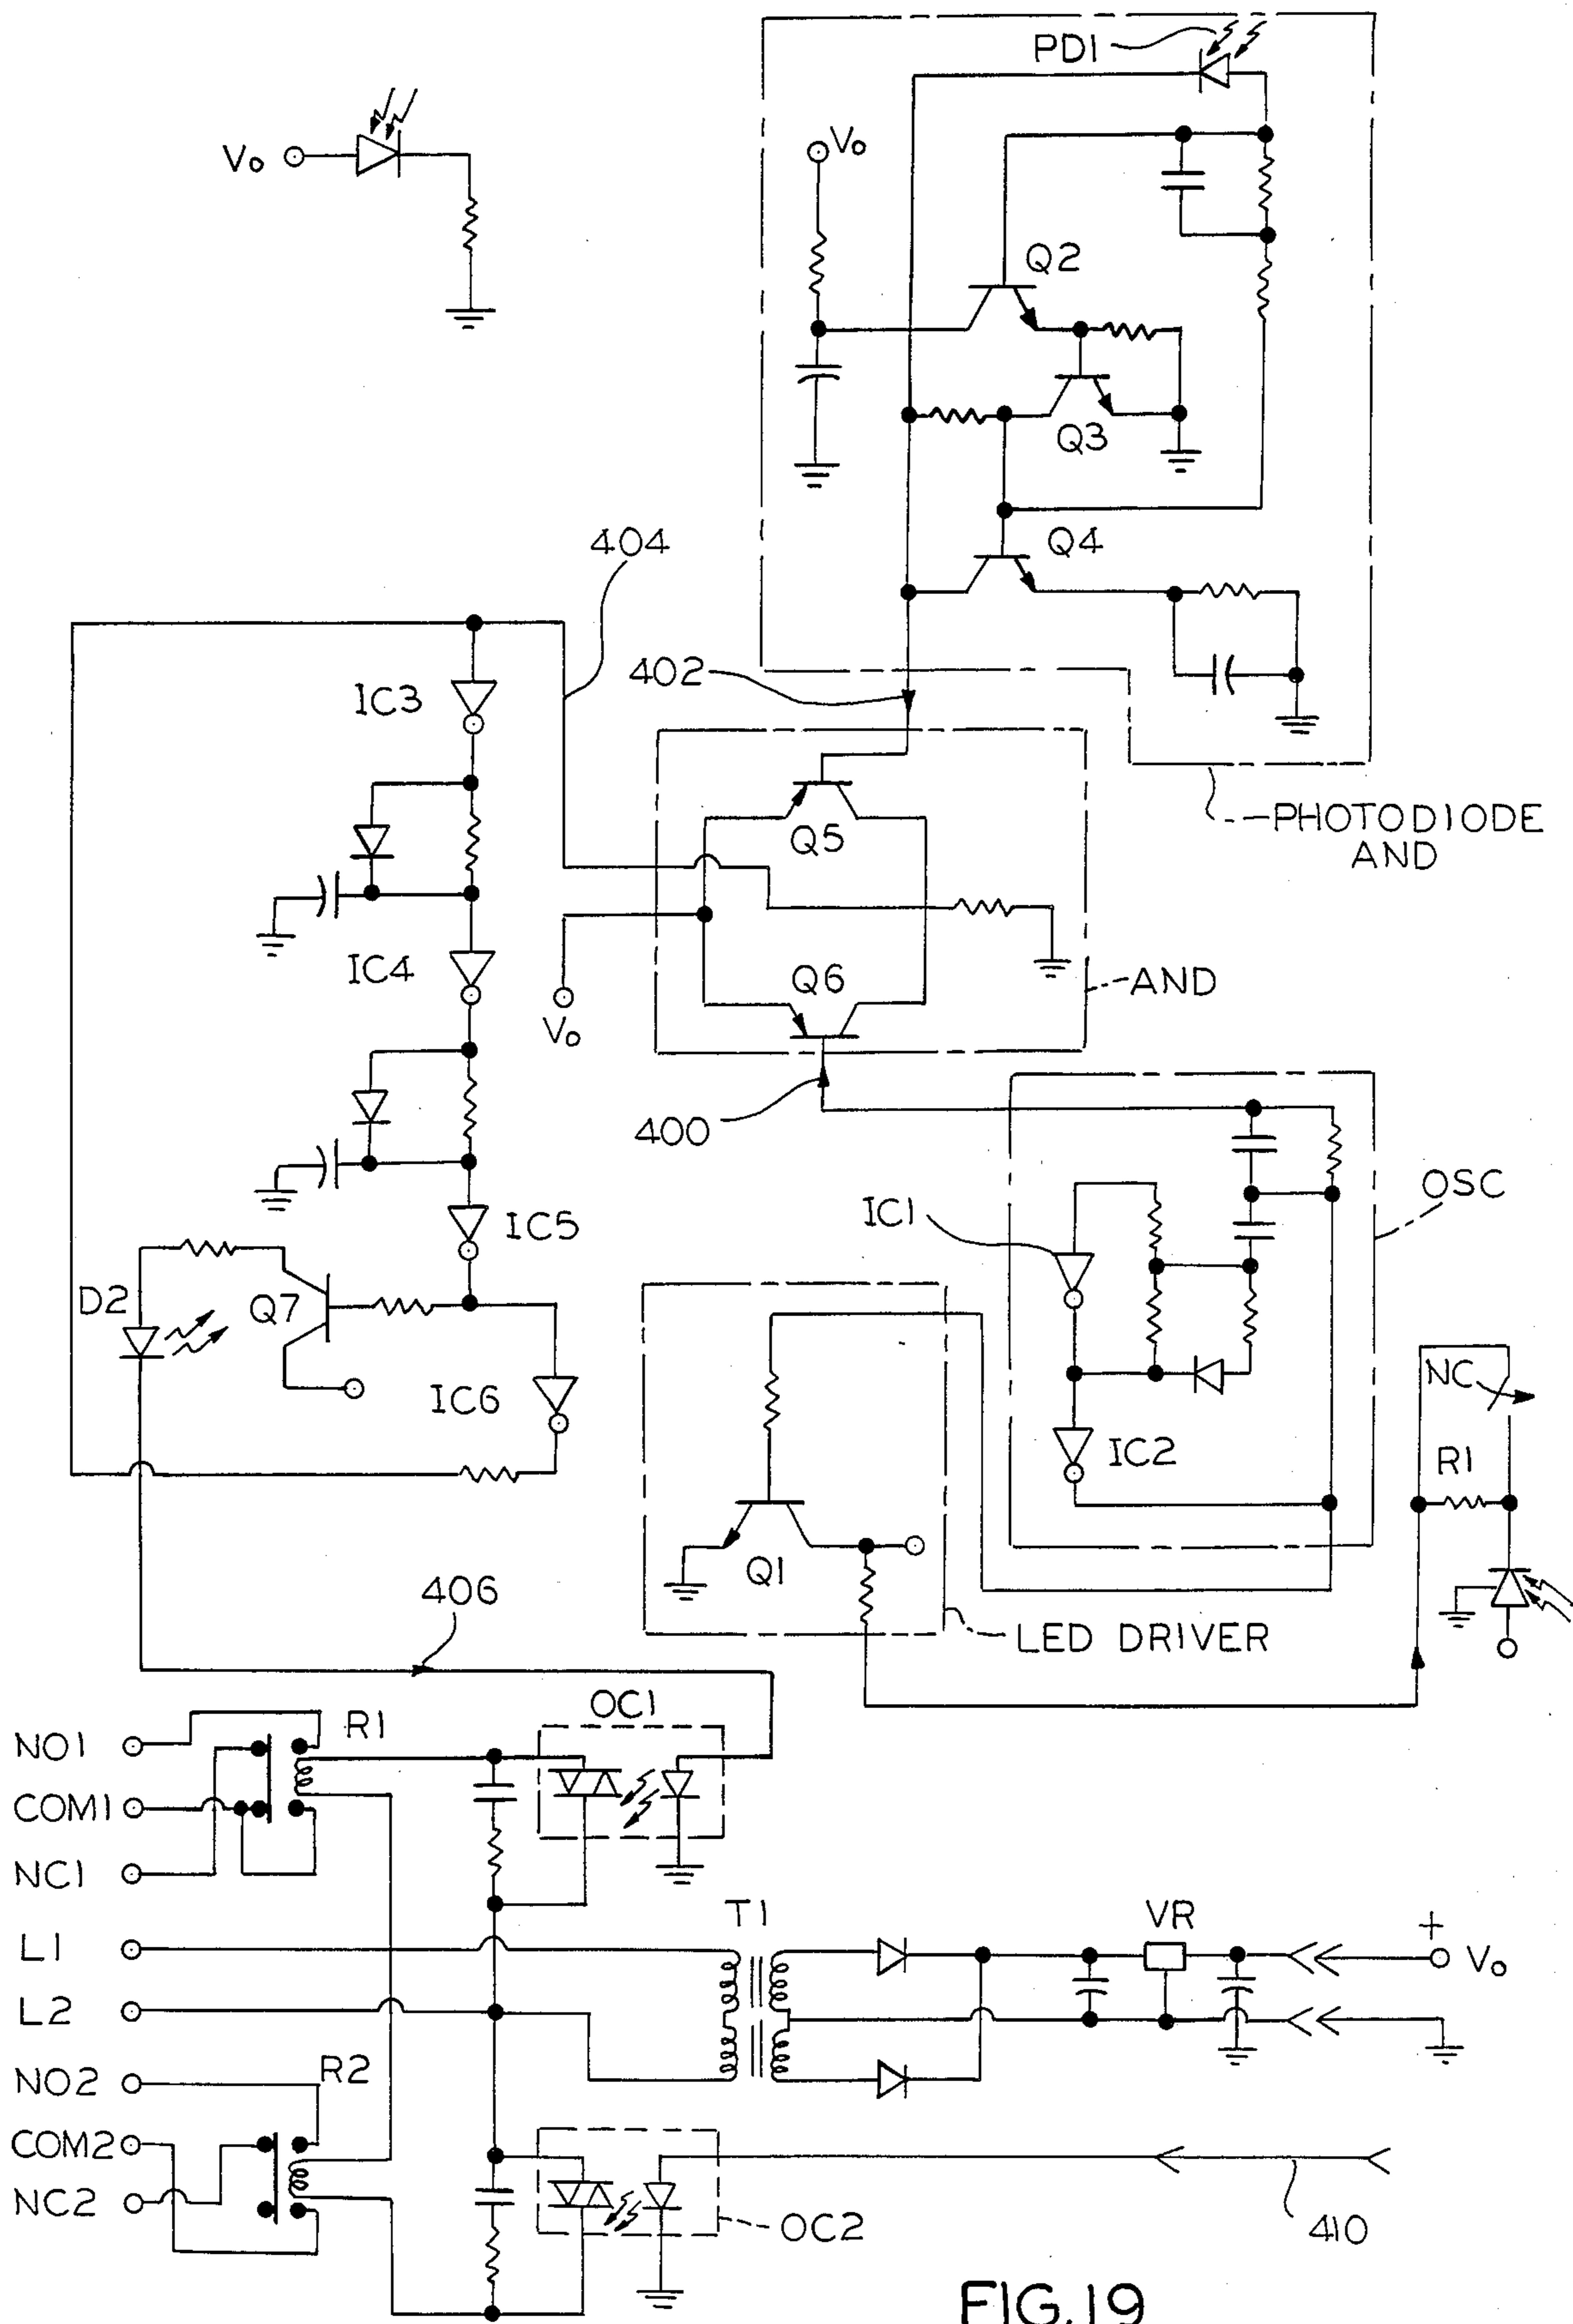 PD1
Vo
Vo
Q2
Q3
Q4
404
402
IC3
PHOTODIODE
AND
Q5
IC4
Q6
AND
Vo
400
OSC
IC1
IC5
D2
Q7
NC
IC6
IC2
R1
Q1
406
LED DRIVER
OC1
NO1
R1
COM1
NC1
T1
VR
+
L1
Vo
L2
NO2
R2
COM2
NC2
OC2
410
FIG.19